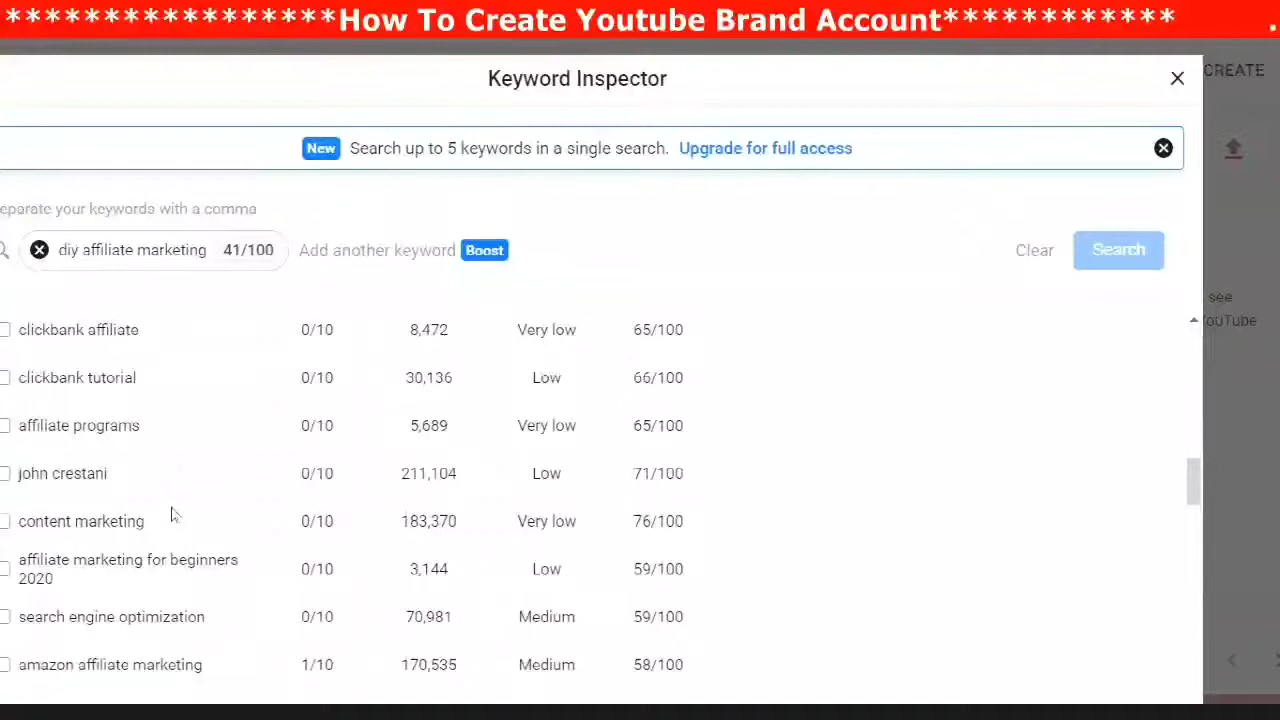 *****************How To Create Youtube Brand Account************ .
Keyword Inspector
CREATE
New Search up to 5 keywords in a single search. Upgrade for full access
eparate your keywords with a comma
diy affiliate marketing 41/100 Add another keyword Boost Clear Search
see
YouTube
clickbank affiliate 0/10 8,472 Very low 65/100
clickbank tutorial 0/10 30,136 Low 66/100
affiliate programs 0/10 5,689 Very low 65/100
john crestani 0/10 211,104 Low 71/100
content marketing 0/10 183,370 Very low 76/100
affiliate marketing for beginners
2020 0/10 3,144 Low 59/100
search engine optimization 0/10 70,981 Medium 59/100
amazon affiliate marketing 1/10 170,535 Medium 58/100